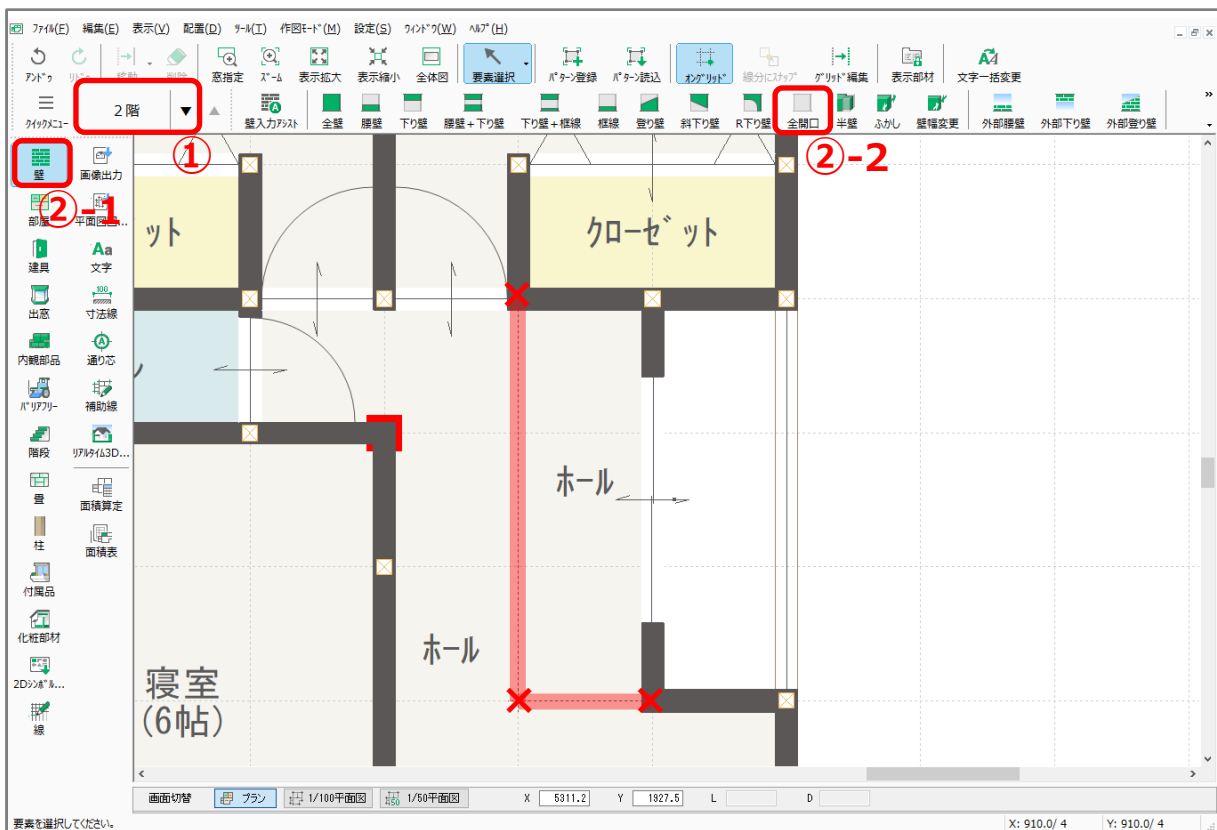 ﾌｧｲﾙ(F) 編集(E) 表示(V) 配置(D) ﾂｰﾙ(T) 作図ﾓｰﾄﾞ(M) 設定(S) ｳｨﾝﾄﾞｳ(W) ﾍﾙﾌﾟ(H)
ｱﾝﾄﾞｩ 削除 窓指定 ｽﾞｰﾑ 表示拡大 表示縮小 全体図 要素選択 ﾊﾟﾀｰﾝ登録 ﾊﾟﾀｰﾝ読込 ｵﾝｸﾞﾘｯﾄﾞ 線分にｽﾅｯﾌﾟ ｸﾞﾘｯﾄﾞ編集 表示部材 文字一括変更
ｸｲｯｸﾒﾆｭｰ 2階 ▼ ▲ 壁入力ｱｼｽﾄ 全壁 腰壁 下り壁 腰壁+下り壁 下り壁+框線 框線 登り壁 斜下り壁 R下り壁 全開口 半壁 ふかし 壁幅変更 外部腰壁 外部下り壁 外部登り壁
① ②-2
壁 画像出力
②-1
部屋
建具 文字
出窓 寸法線
内観部品 通り芯
ﾊﾞﾘｱﾌﾘｰ 補助線
階段 ﾘｱﾙﾀｲﾑ3D...
畳 面積算定
柱 面積表
付属品
化粧部材
2Dｼﾝﾎﾞﾙ...
線
ット
クローゼット
ホール
ホール
寝室
(6帖)
画面切替 プラン 1/100平面図 1/50平面図 X 5311.2 Y 1927.5 L D
要素を選択してください。 X: 910.0/ 4 Y: 910.0/ 4